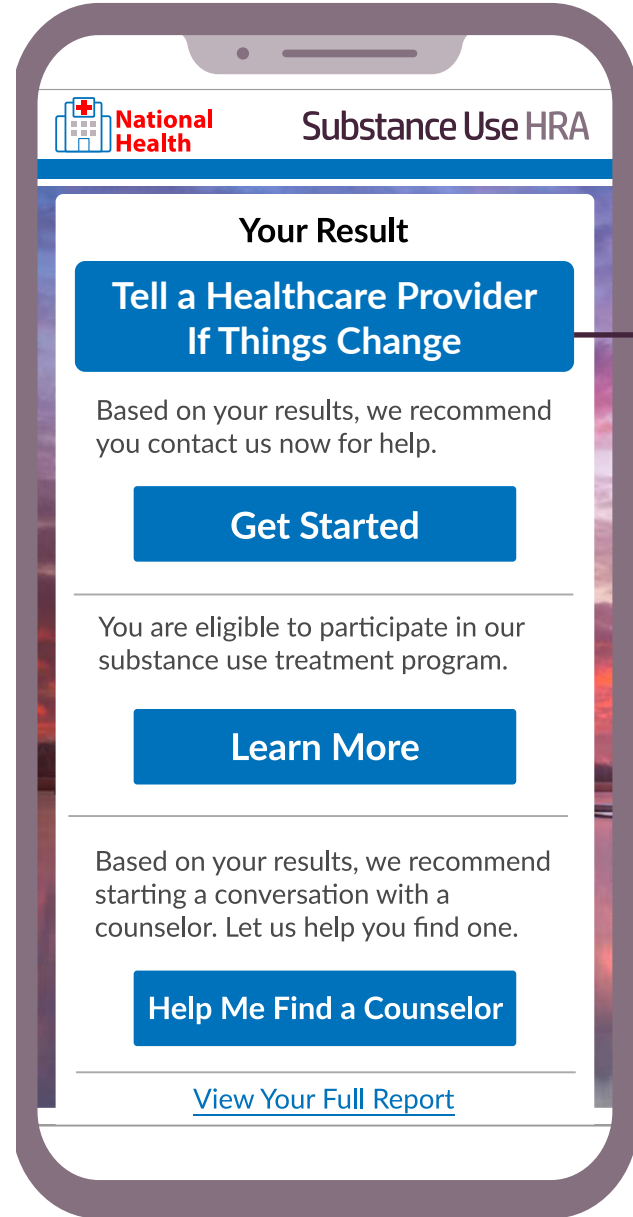 National
Health
Substance Use HRA
Your Result
Tell a Healthcare Provider
If Things Change
Based on your results, we recommend
you contact us now for help.
Get Started
You are eligible to participate in our
substance use treatment program.
Learn More
Based on your results, we recommend
starting a conversation with a
counselor. Let us help you find one.
Help Me Find a Counselor
View Your Full Report